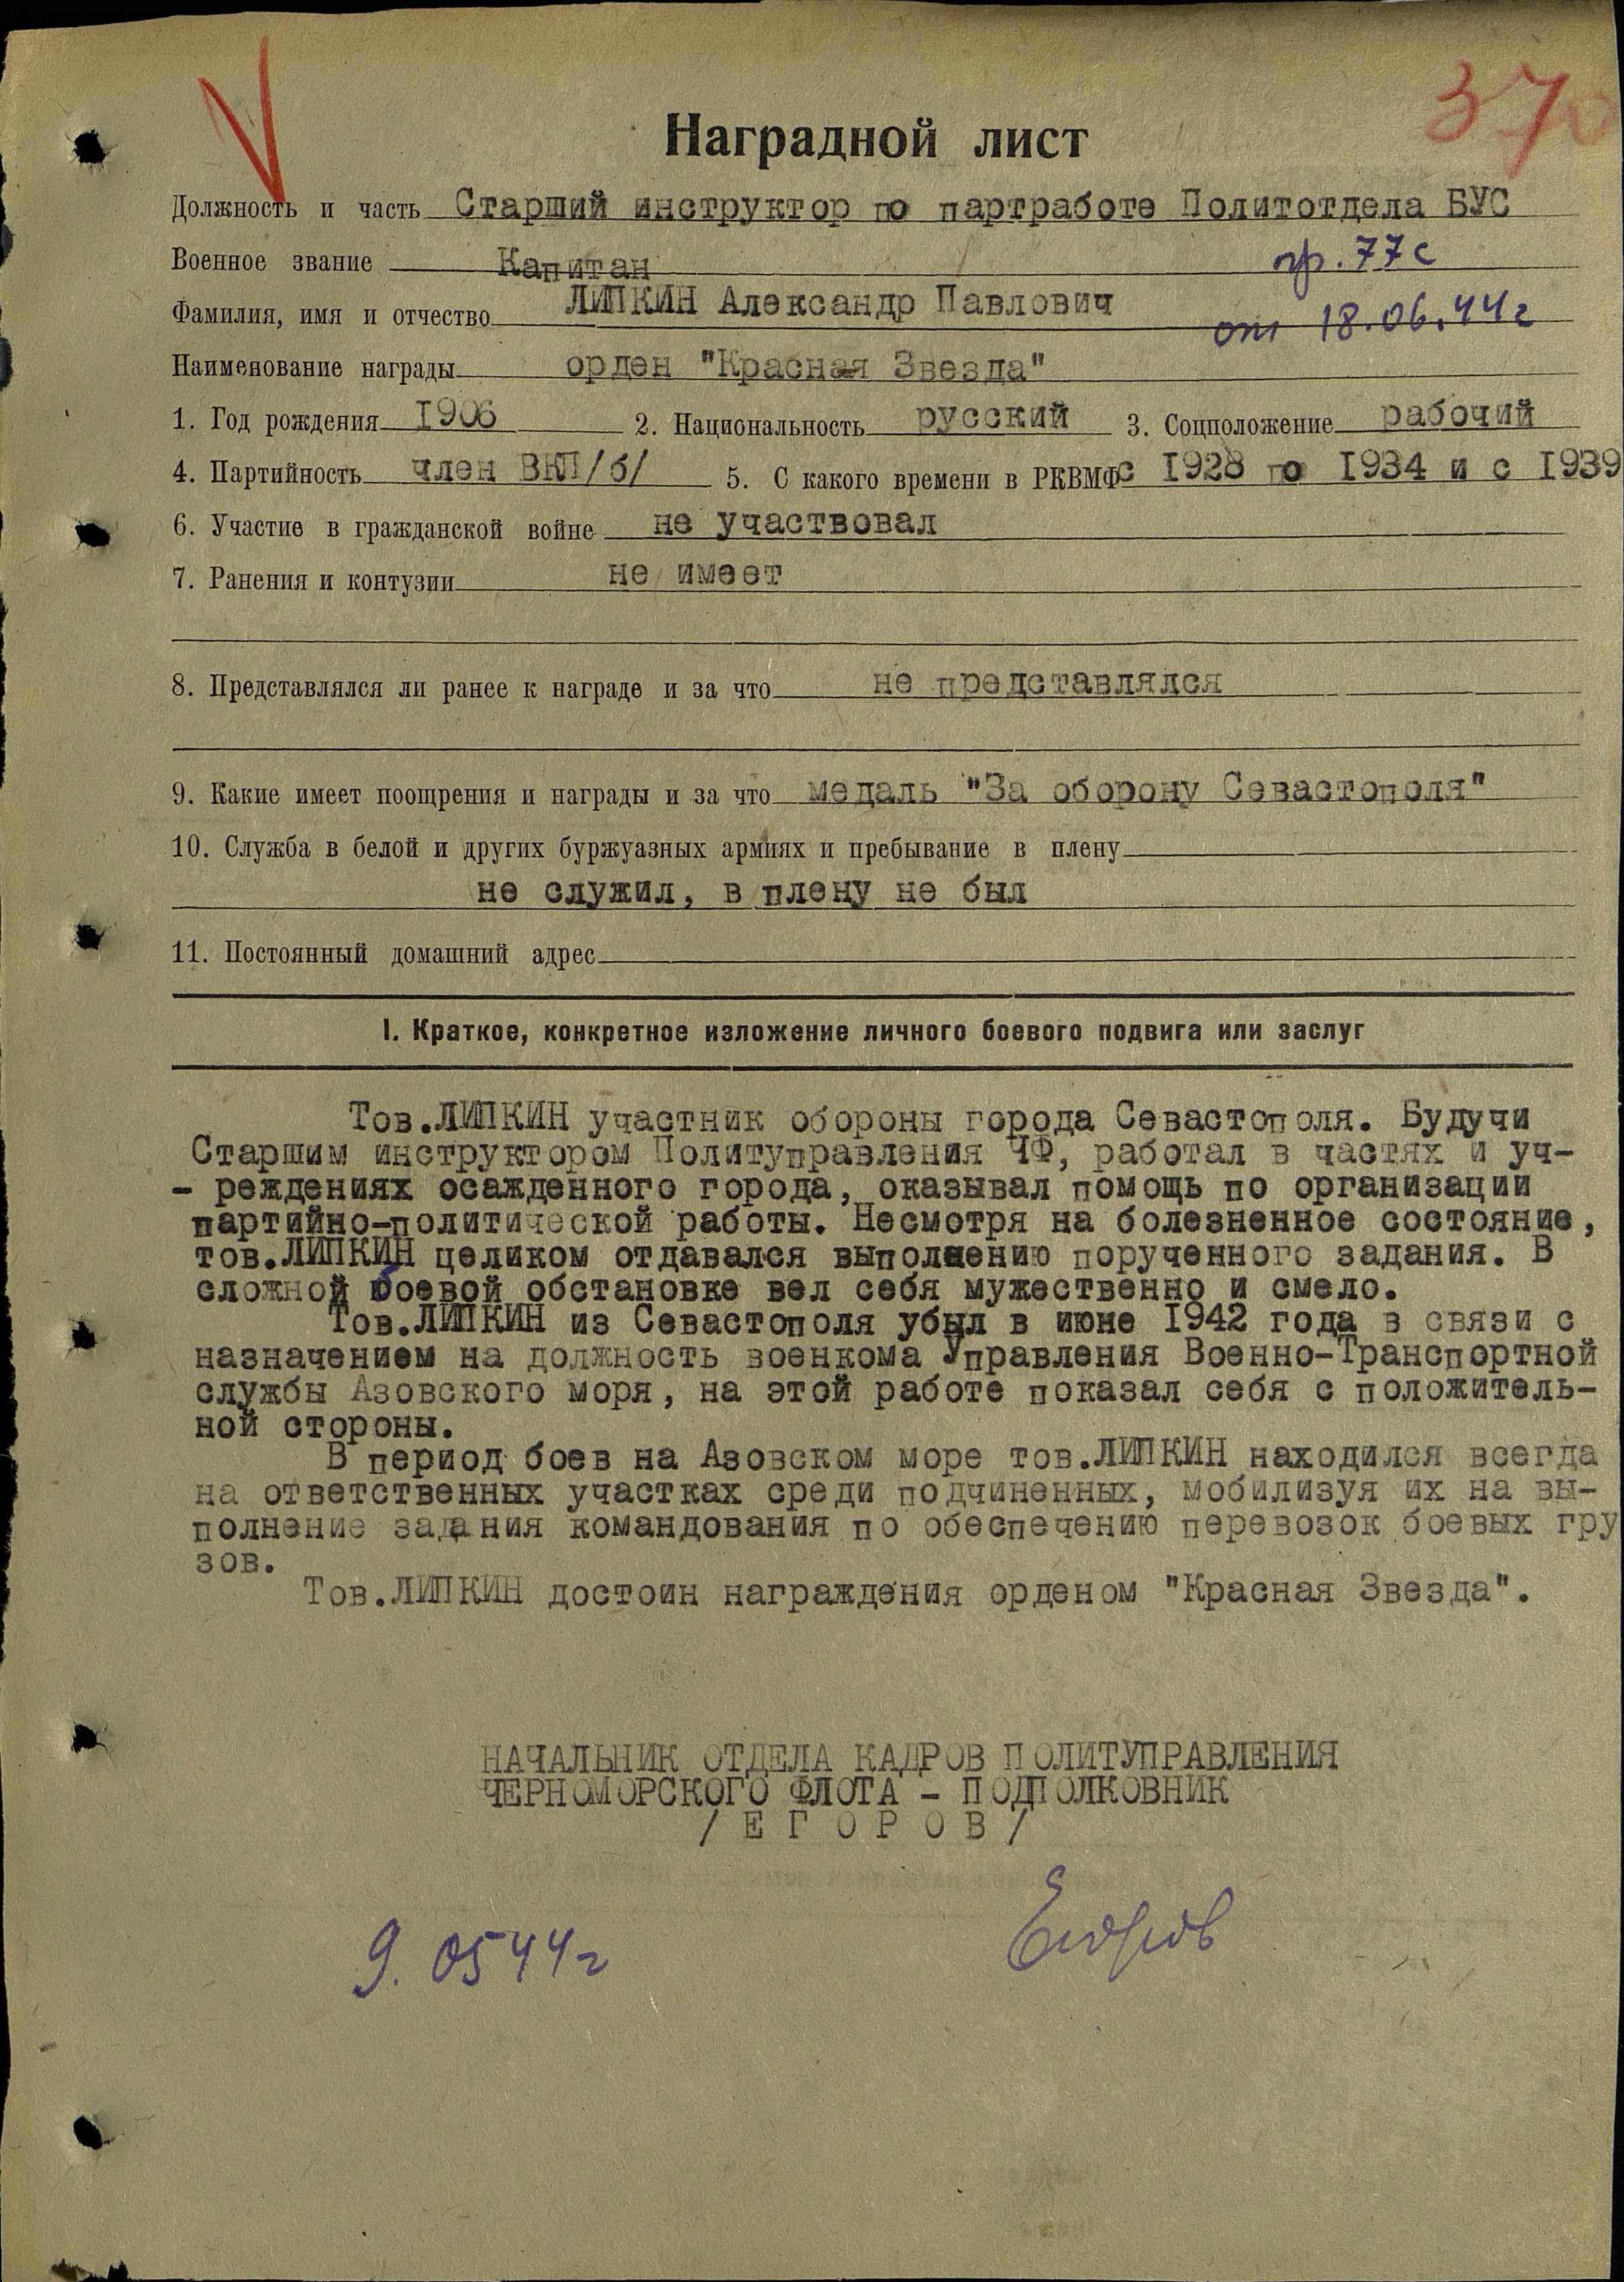 370
Наградной лист
Должность и часть Старший инструктор по партработе Политотдела БУС
Военное звание Капитан пр. 77с
Фамилия, имя и отчество ЛИПКИН Александр Павлович от 18.06.44г
Наименование награды орден "Красная Звезда"
1. Год рождения 1906 2. Национальность русский 3. Соцположение рабочий
4. Партийность член ВКП/б/ 5. С какого времени в РКВМФ с 1928 по 1934 и с 1939
6. Участие в гражданской войне не участвовал
7. Ранения и контузии не имеет
8. Представлялся ли ранее к награде и за что не представлялся
9. Какие имеет поощрения и награды и за что медаль "За оборону Севастополя"
10. Служба в белой и других буржуазных армиях и пребывание в плену
не служил, в плену не был
11. Постоянный домашний адрес
I. Краткое, конкретное изложение личного боевого подвига или заслуг
Тов.ЛИПКИН участник обороны города Севастополя. Будучи
Старшим инструктором Политуправления ЧФ, работал в частях и уч-
- реждениях осажденного города, оказывал помощь по организации
партийно-политической работы. Несмотря на болезненное состояние,
тов.ЛИПКИН целиком отдавался выполнению порученного задания. В
сложной боевой обстановке вел себя мужественно и смело.
Тов.ЛИПКИН из Севастополя убыл в июне 1942 года в связи с
назначением на должность военкома Управления Военно-Транспортной
службы Азовского моря, на этой работе показал себя с положитель-
ной стороны.
В период боев на Азовском море тов.ЛИПКИН находился всегда
на ответственных участках среди подчиненных, мобилизуя их на вы-
полнение задания командования по обеспечению перевозок боевых гру
зов.
Тов.ЛИПКИН достоин награждения орденом "Красная Звезда".
НАЧАЛЬНИК ОТДЕЛА КАДРОВ ПОЛИТУПРАВЛЕНИЯ
ЧЕРНОМОРСКОГО ФЛОТА - ПОДПОЛКОВНИК
/ Е Г О Р О В /
Егоров
9. 05 44г